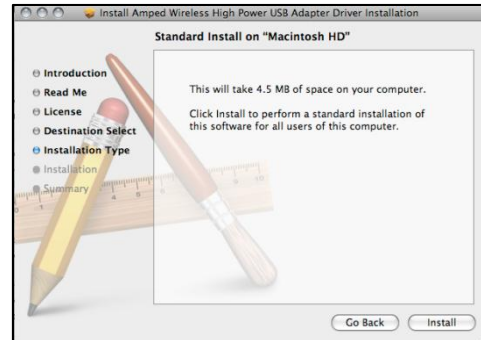 Install Amped Wireless High Power USB Adapter Driver Installation
Standard Install on "Macintosh HD"
Introduction
Read Me
License
Destination Select
Installation Type
Installation
Summary
This will take 4.5 MB of space on your computer.
Click Install to perform a standard installation of
this software for all users of this computer.
Go Back
Install